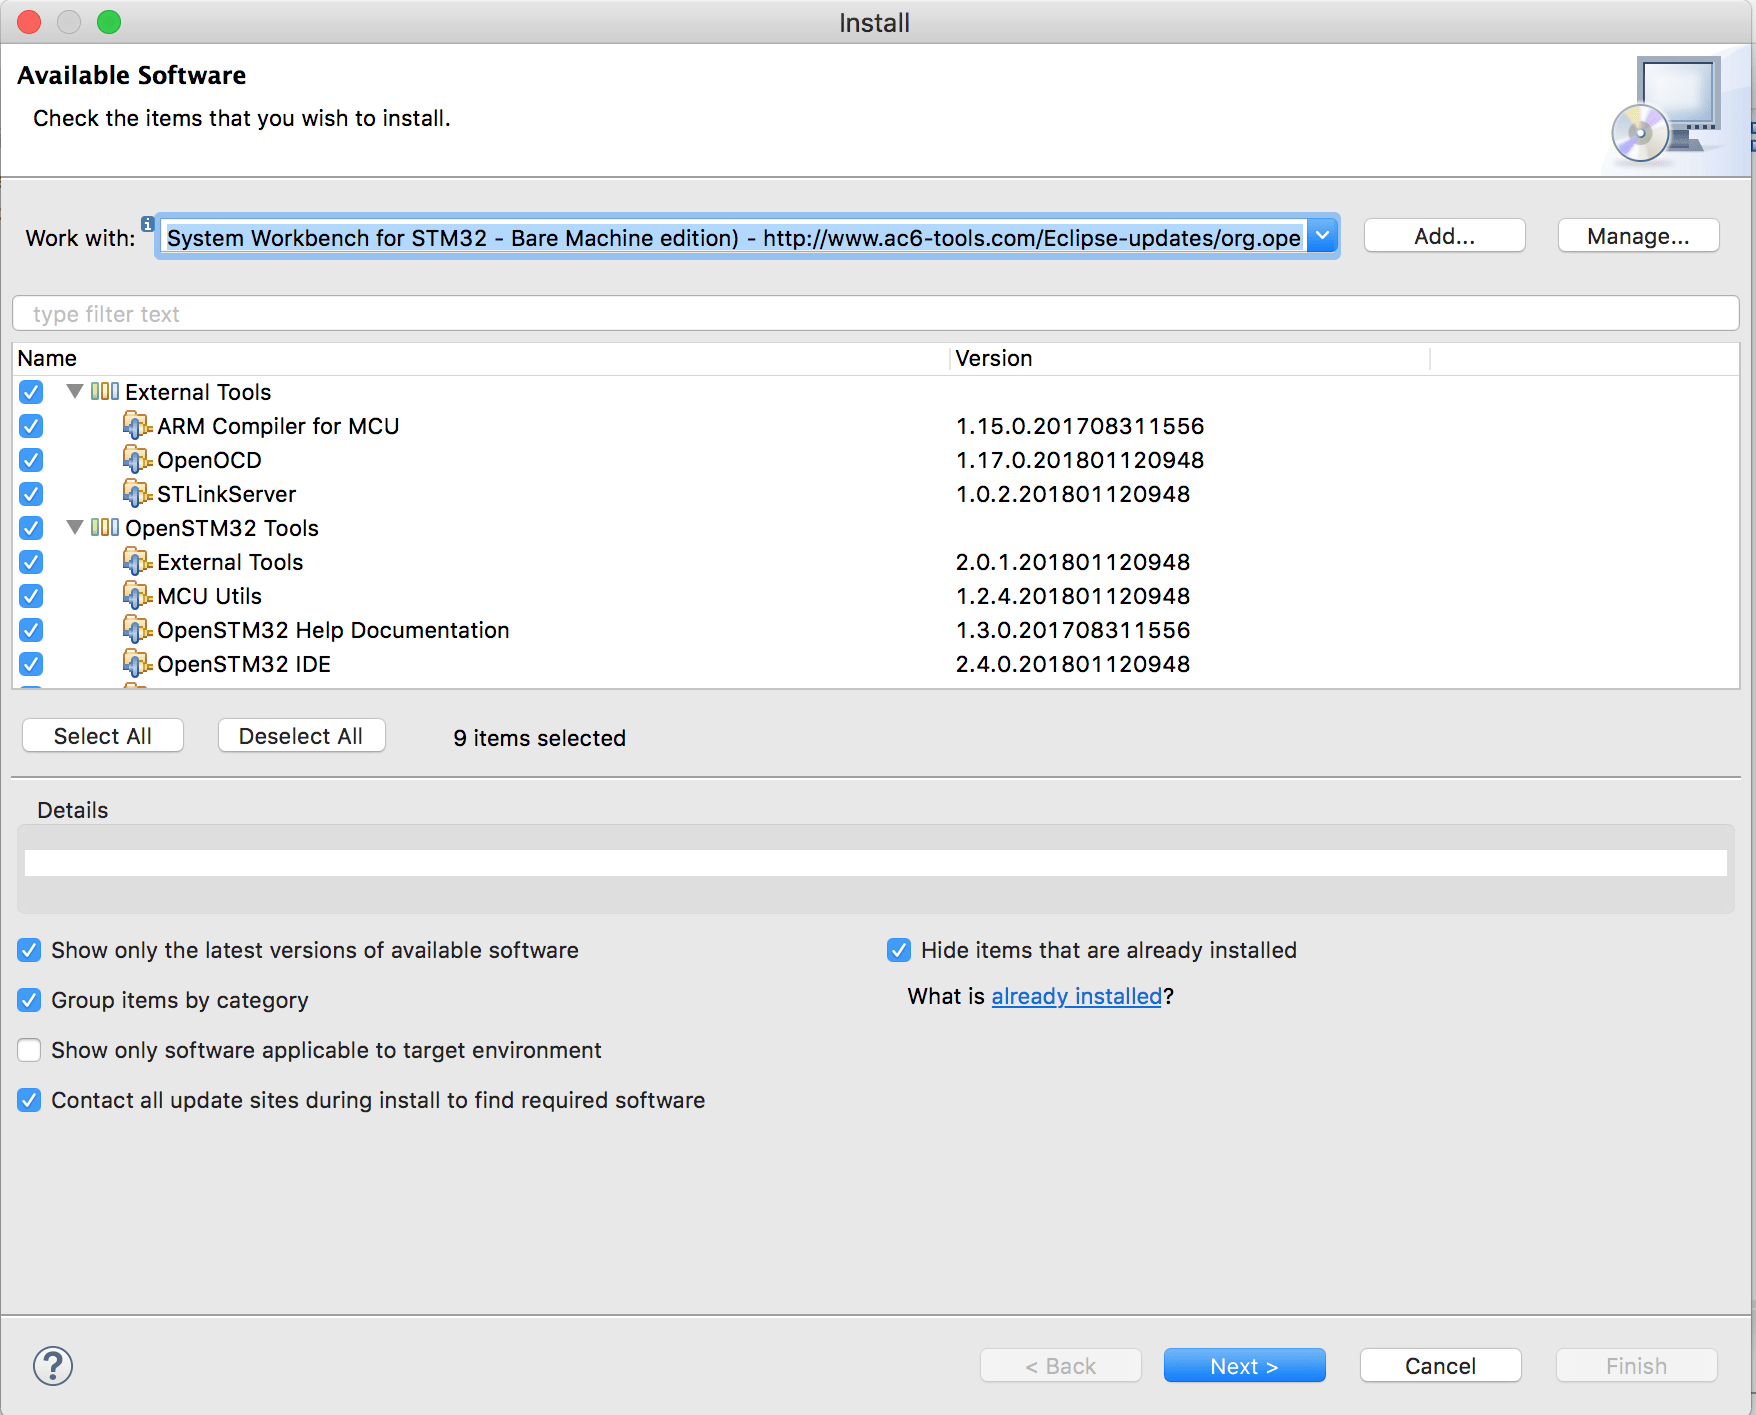 Install
Available Software
Check the items that you wish to install.
Work with: System Workbench for STM32 - Bare Machine edition) - http://www.ac6-tools.com/Eclipse-updates/org.ope Add... Manage...
type filter text
Name Version
External Tools
ARM Compiler for MCU 1.15.0.201708311556
OpenOCD 1.17.0.201801120948
STLinkServer 1.0.2.201801120948
OpenSTM32 Tools
External Tools 2.0.1.201801120948
MCU Utils 1.2.4.201801120948
OpenSTM32 Help Documentation 1.3.0.201708311556
OpenSTM32 IDE 2.4.0.201801120948
Select All Deselect All 9 items selected
Details
Show only the latest versions of available software Hide items that are already installed
Group items by category What is already installed?
Show only software applicable to target environment
Contact all update sites during install to find required software
? < Back Next > Cancel Finish